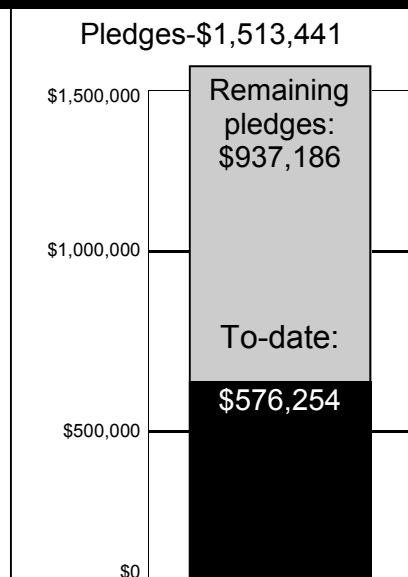 Pledges-$1,513,441
$1,500,000
Remaining
pledges:
$937,186
$1,000,000
To-date:
$576,254
$500,000
$0